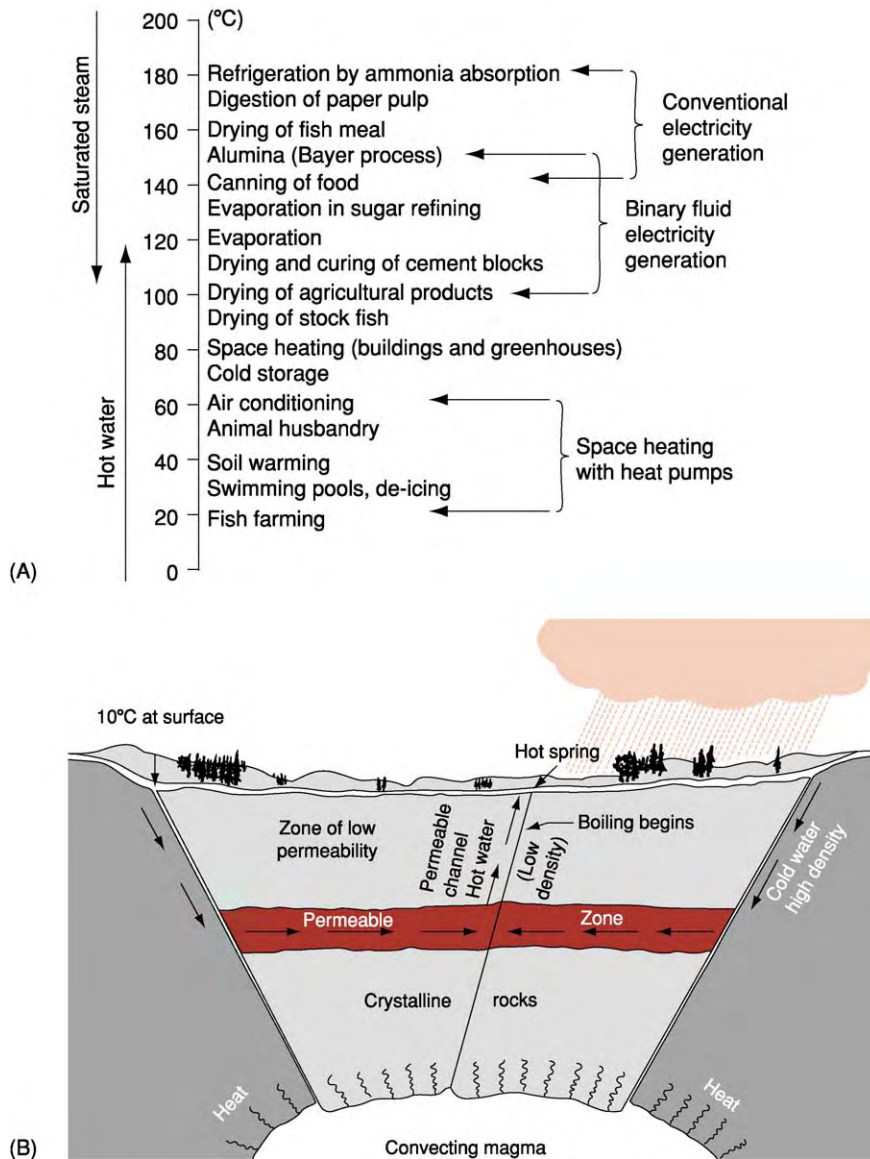 200 (°C)
180 Refrigeration by ammonia absorption
Digestion of paper pulp
160 Drying of fish meal
Alumina (Bayer process)
140 Canning of food
Evaporation in sugar refining
120 Evaporation
Drying and curing of cement blocks
100 Drying of agricultural products
Drying of stock fish
80 Space heating (buildings and greenhouses)
Cold storage
60 Air conditioning
Animal husbandry
40 Soil warming
Swimming pools, de-icing
20 Fish farming
0
Saturated steam
Hot water
Conventional
electricity
generation
Binary fluid
electricity
generation
Space heating
with heat pumps
(A)
10°C at surface
Hot spring
Zone of low
permeability
Permeable
channel
Hot water
(Low
density)
Boiling begins
Cold water
high density
Permeable Zone
Crystalline rocks
Heat
Heat
Convecting magma
(B)